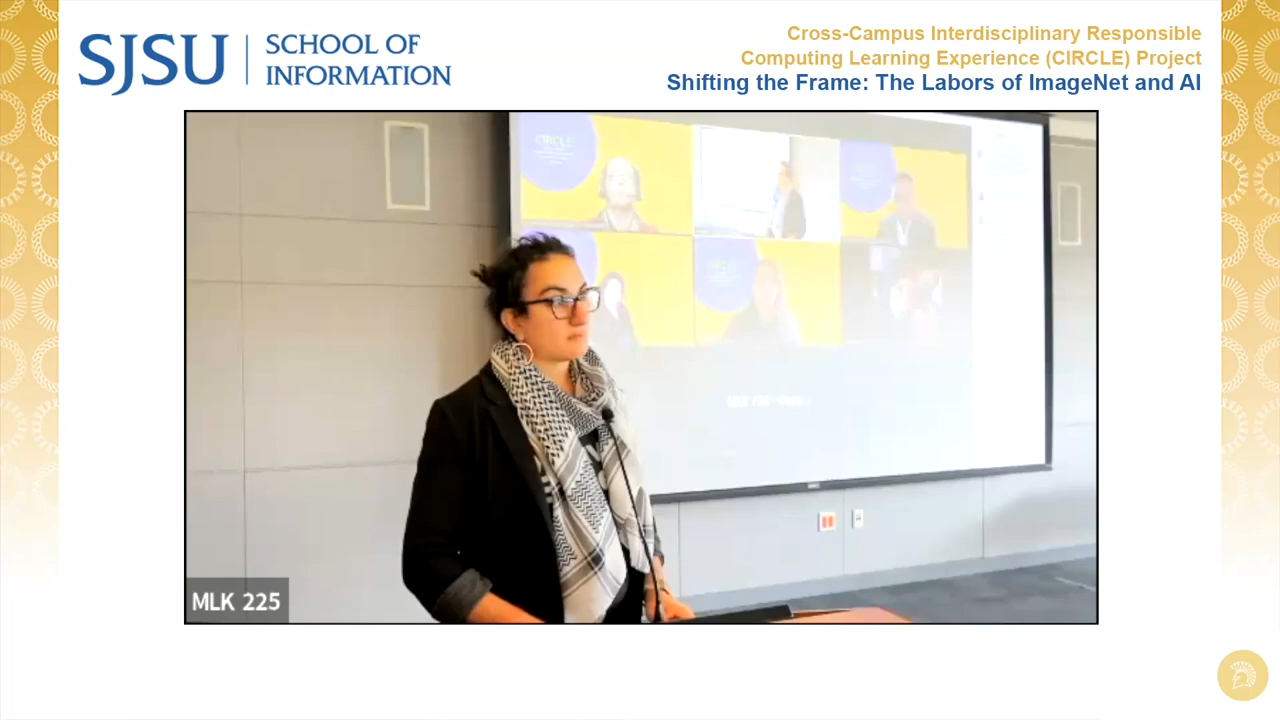 SJSU
SCHOOL OF
INFORMATION
Cross-Campus Interdisciplinary Responsible
Computing Learning Experience (CIRCLE) Project
Shifting the Frame: The Labors of ImageNet and AI
CIRCLE
MLK 225